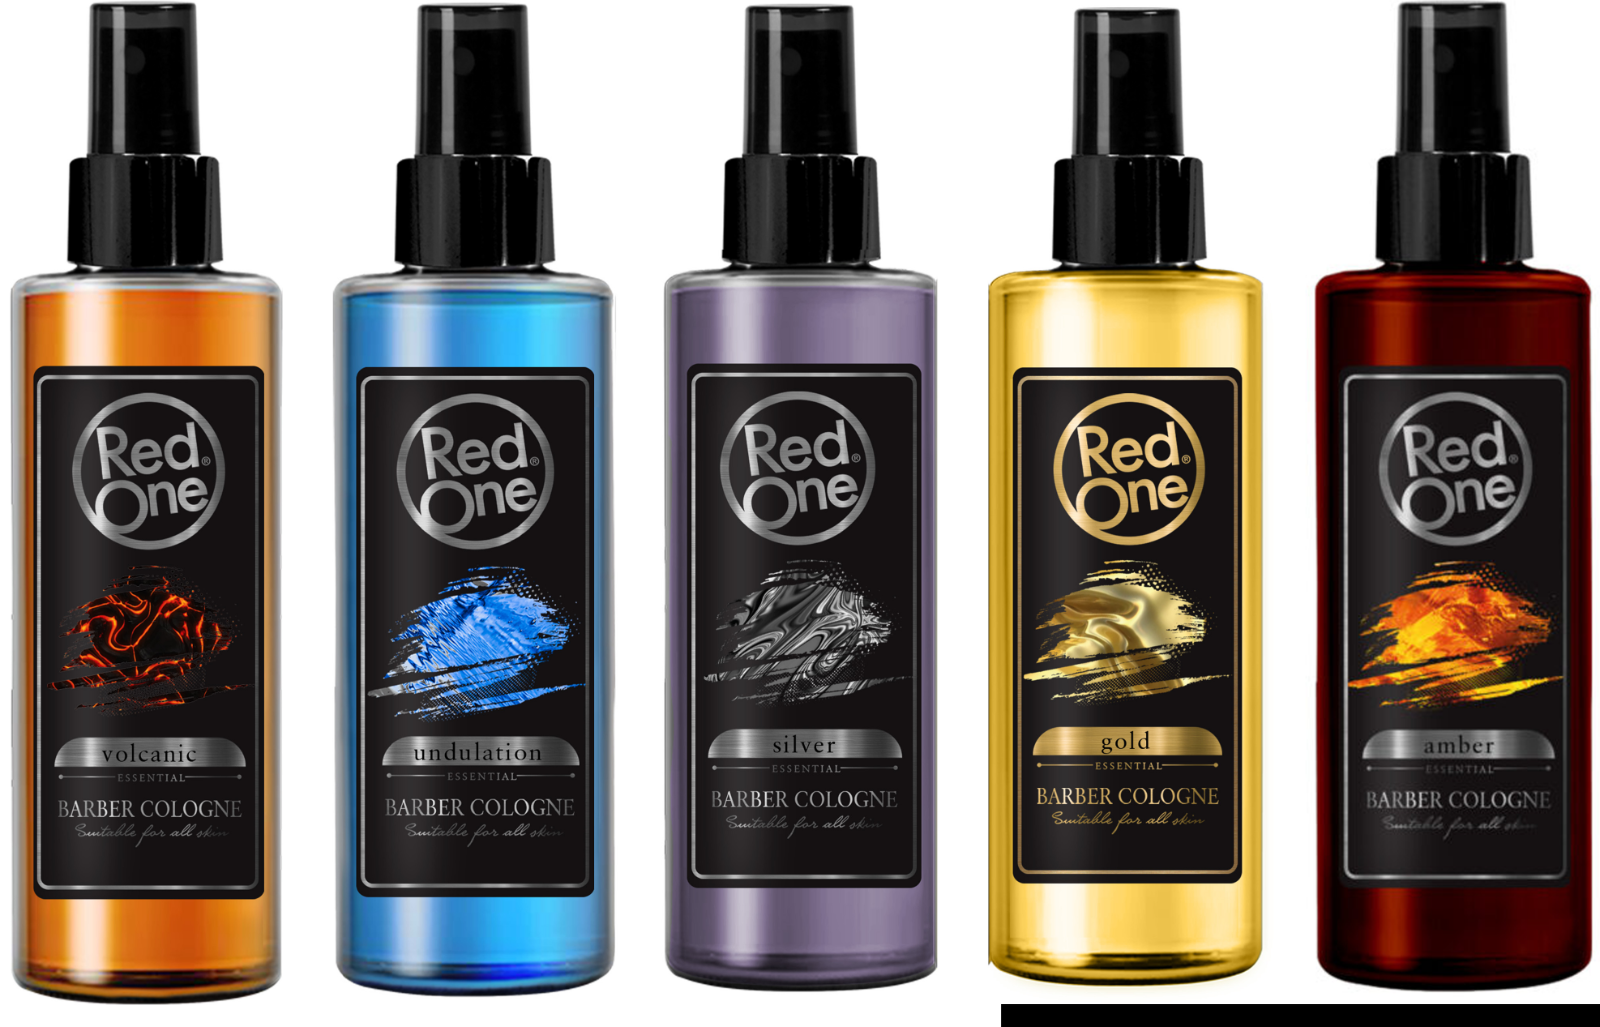 Red®
One
volcanic
ESSENTIAL
BARBER COLOGNE
Suitable for all skin
Red®
One
undulation
ESSENTIAL
BARBER COLOGNE
Suitable for all skin
Red®
One
silver
ESSENTIAL
BARBER COLOGNE
Suitable for all skin
Red®
One
gold
ESSENTIAL
BARBER COLOGNE
Suitable for all skin
Red®
One
amber
ESSENTIAL
BARBER COLOGNE
Suitable for all skin